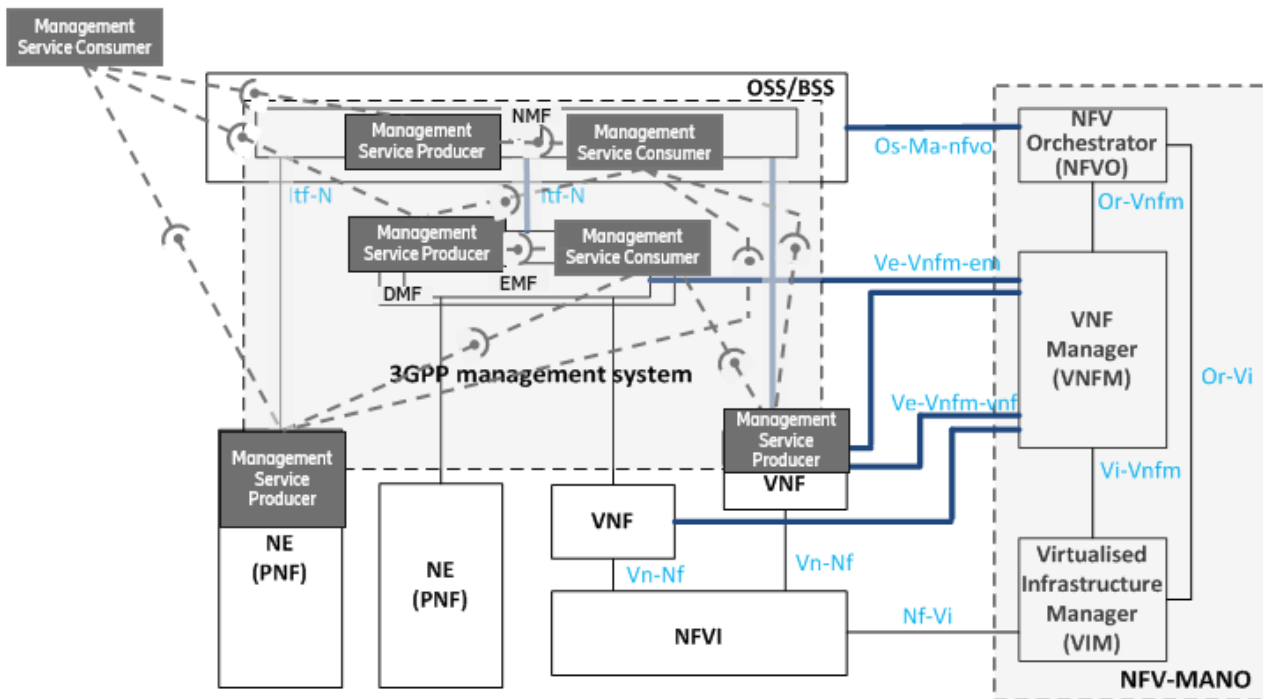 Management
Service Consumer
OSS/BSS
NMF
Management
Service Producer
Management
Service Consumer
Os-Ma-nfvo
NFV
Orchestrator
(NFVO)
Itf-N
Itf-N
Or-Vnfm
Management
Service Producer
Management
Service Consumer
DMF
EMF
Ve-Vnfm-em
VNF
Manager
(VNFM)
3GPP management system
Or-Vi
Ve-Vnfm-vnf
Management
Service
Producer
Management
Service
Producer
VNF
Vi-Vnfm
NE
(PNF)
NE
(PNF)
VNF
Vn-Nf
Vn-Nf
Virtualised
Infrastructure
Manager
(VIM)
NFVI
Nf-Vi
NFV-MANO